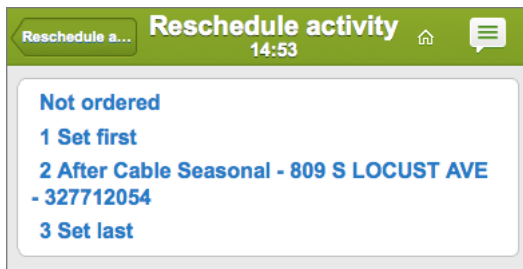 Reschedule a...
Reschedule activity
14:53
Not ordered
1 Set first
2 After Cable Seasonal - 809 S LOCUST AVE
- 327712054
3 Set last